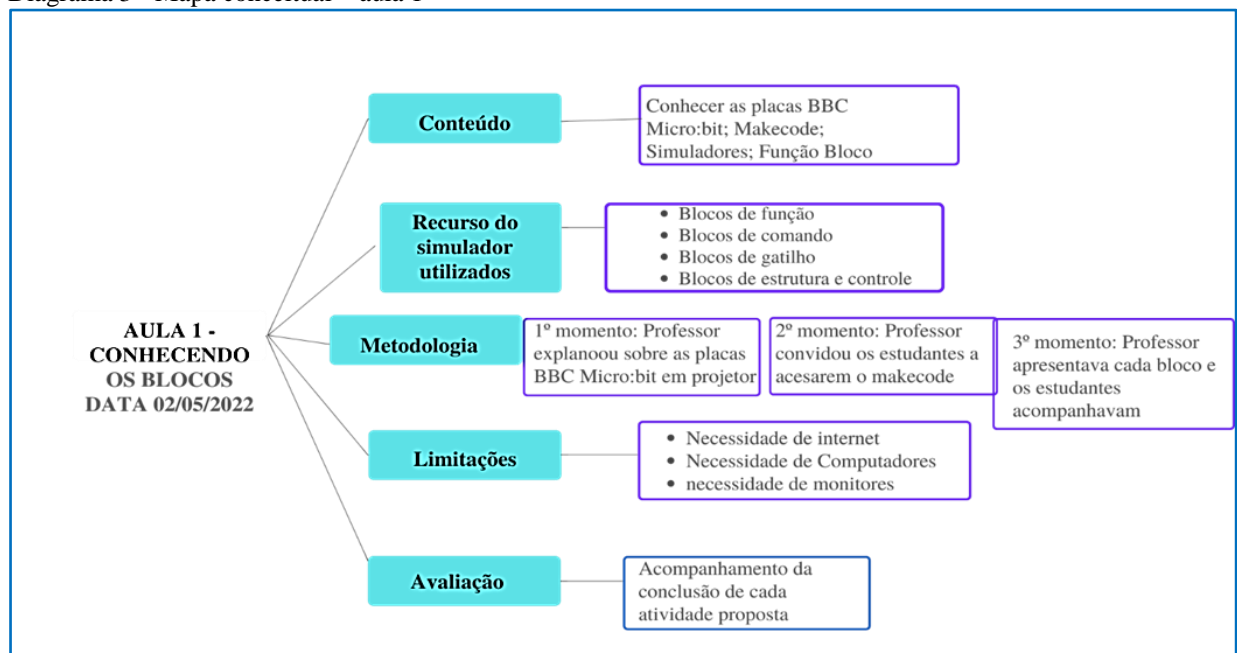 Diagrama 3 - Mapa conceitual – aula 1
Conteúdo
Conhecer as placas BBC
Micro:bit; Makecode;
Simuladores; Função Bloco
Recurso do
simulador
utilizados
• Blocos de função
• Blocos de comando
• Blocos de gatilho
• Blocos de estrutura e controle
AULA 1 -
CONHECENDO
OS BLOCOS
DATA 02/05/2022
Metodologia
1º momento: Professor
explanoou sobre as placas
BBC Micro:bit em projetor
2º momento: Professor
convidou os estudantes a
acesarem o makecode
3º momento: Professor
apresentava cada bloco e
os estudantes
acompanhavam
Limitações
• Necessidade de internet
• Necessidade de Computadores
• necessidade de monitores
Avaliação
Acompanhamento da
conclusão de cada
atividade proposta